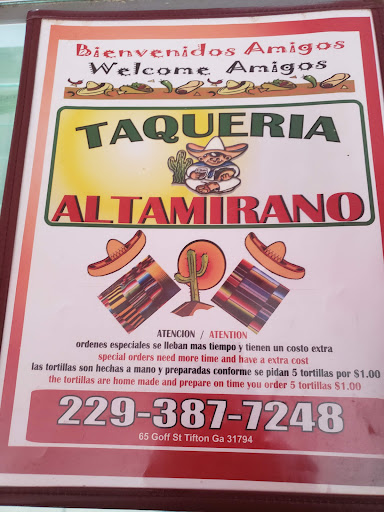 Bienvenidos Amigos
Welcome Amigos
TAQUERIA
ALTAMIRANO
ATENCION / ATENTION
ordenes especiales se lleban mas tiempo y tienen un costo extra
special orders need more time and have a extra cost
las tortillas son hechas a mano y preparadas conforme se pidan 5 tortillas por $1.00
the tortillas are home made and prepare on time you order 5 tortillas $1.00
229-387-7248
65 Goff St Tifton Ga 31794